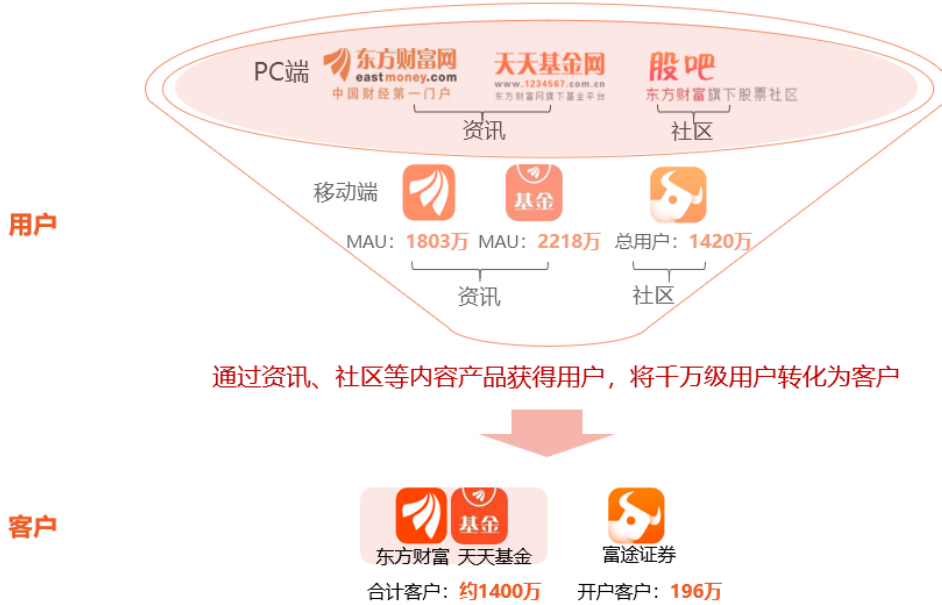 PC端
东方财富网
eastmoney.com
中国财经第一门户
天天基金网
www.1234567.com.cn
东方财富网旗下基金平台
股吧
东方财富旗下股票社区
资讯
社区
移动端
基金
MAU：1803万
MAU：2218万
总用户：1420万
资讯
社区
用户
通过资讯、社区等内容产品获得用户，将千万级用户转化为客户
客户
基金
东方财富
天天基金
富途证券
合计客户：约1400万
开户客户：196万